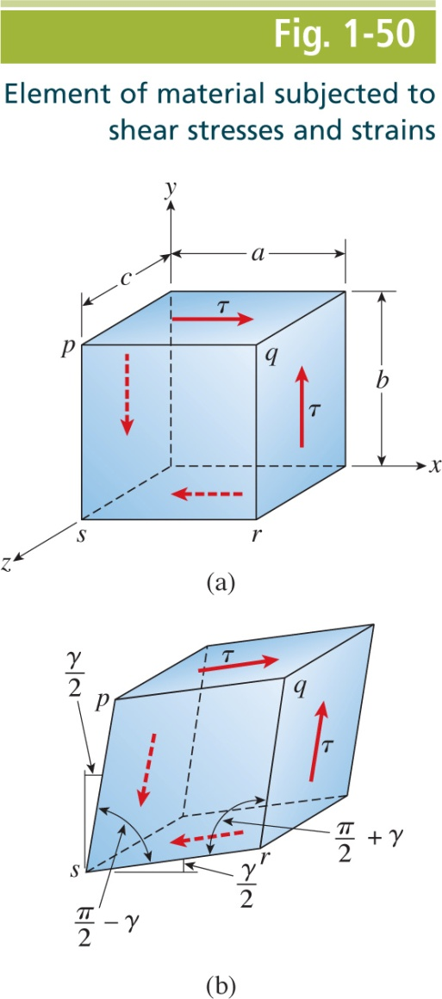 Fig. 1-50
Element of material subjected to
shear stresses and strains
y
a
c
τ
p
q
b
τ
x
s
r
z
(a)
γ/2
τ
p
q
τ
π/2 + γ
s
r
γ/2
π/2 − γ
(b)